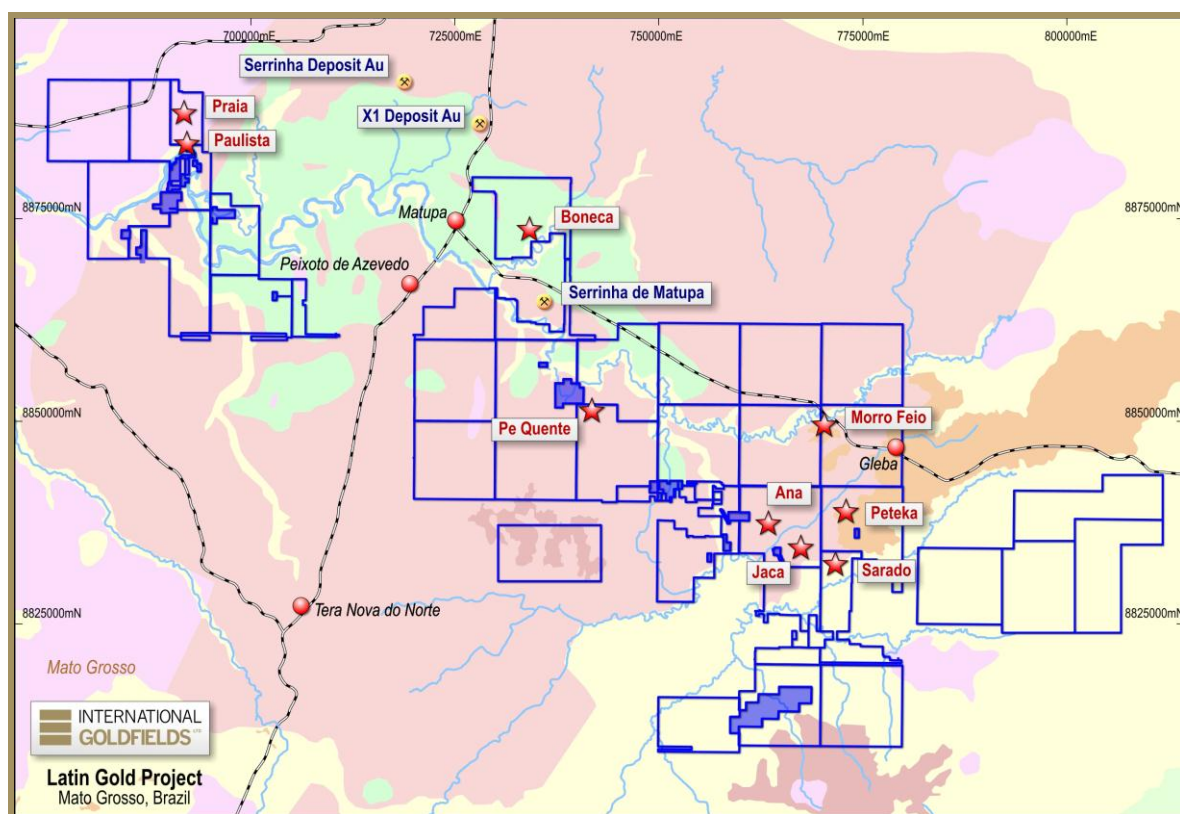 700000mE
725000mE
750000mE
775000mE
800000mE
Serrinha Deposit Au
Praia
X1 Deposit Au
Paulista
8875000mN
8875000mN
Matupa
Boneca
Peixoto de Azevedo
Serrinha de Matupa
8850000mN
8850000mN
Morro Feio
Pe Quente
Gleba
Ana
Peteka
Jaca
Sarado
8825000mN
8825000mN
Tera Nova do Norte
Mato Grosso
INTERNATIONAL
GOLDFIELDS LTD
Latin Gold Project
Mato Grosso, Brazil